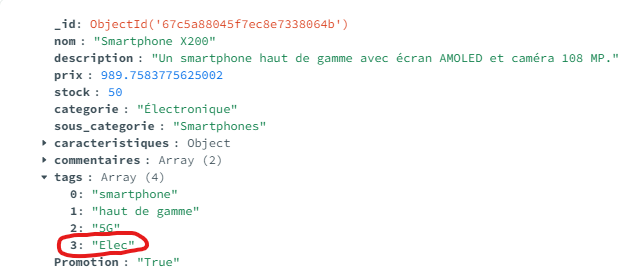 _id: ObjectId('67c5a88045f7ec8e7338064b')
nom : "Smartphone X200"
description : "Un smartphone haut de gamme avec écran AMOLED et caméra 108 MP."
prix : 989.7583775625002
stock : 50
categorie : "Électronique"
sous_categorie : "Smartphones"
caracteristiques : Object
commentaires : Array (2)
tags : Array (4)
0: "smartphone"
1: "haut de gamme"
2: "5G"
3: "Elec"
Promotion : "True"